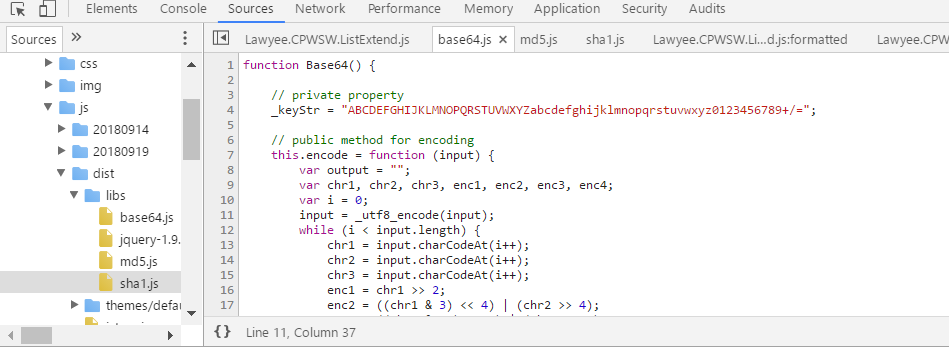 Elements Console Sources Network Performance Memory Application Security Audits
Sources » Lawyee.CPWSW.ListExtend.js base64.js × md5.js sha1.js Lawyee.CPWSW.Li...d.js:formatted Lawyee.CPW
css
img
js
20180914
20180919
dist
libs
base64.js
jquery-1.9.
md5.js
sha1.js
themes/defau
1 function Base64() {
2
3 // private property
4 _keyStr = "ABCDEFGHIJKLMNOPQRSTUVWXYZabcdefghijklmnopqrstuvwxyz0123456789+/=";
5
6 // public method for encoding
7 this.encode = function (input) {
8 var output = "";
9 var chr1, chr2, chr3, enc1, enc2, enc3, enc4;
10 var i = 0;
11 input = _utf8_encode(input);
12 while (i < input.length) {
13 chr1 = input.charCodeAt(i++);
14 chr2 = input.charCodeAt(i++);
15 chr3 = input.charCodeAt(i++);
16 enc1 = chr1 >> 2;
17 enc2 = ((chr1 & 3) << 4) | (chr2 >> 4);
{} Line 11, Column 37